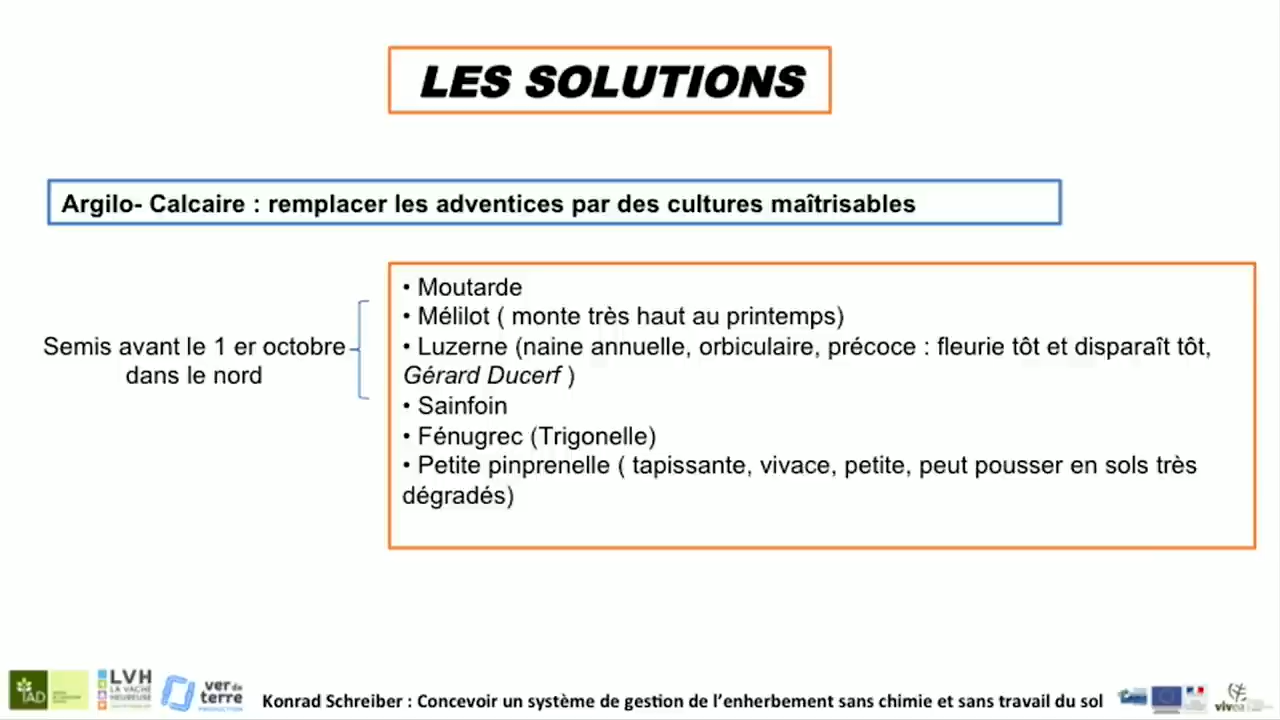 LES SOLUTIONS
Argilo- Calcaire : remplacer les adventices par des cultures maîtrisables
Semis avant le 1 er octobre
dans le nord
• Moutarde
• Mélilot ( monte très haut au printemps)
• Luzerne (naine annuelle, orbiculaire, précoce : fleurie tôt et disparaît tôt,
Gérard Ducerf )
• Sainfoin
• Fénugrec (Trigonelle)
• Petite pinprenelle ( tapissante, vivace, petite, peut pousser en sols très
dégradés)
IAD
LVH
LA VACHE
HEUREUSE
ver de
terre
PRODUCTION
Konrad Schreiber : Concevoir un système de gestion de l’enherbement sans chimie et sans travail du sol
vivea